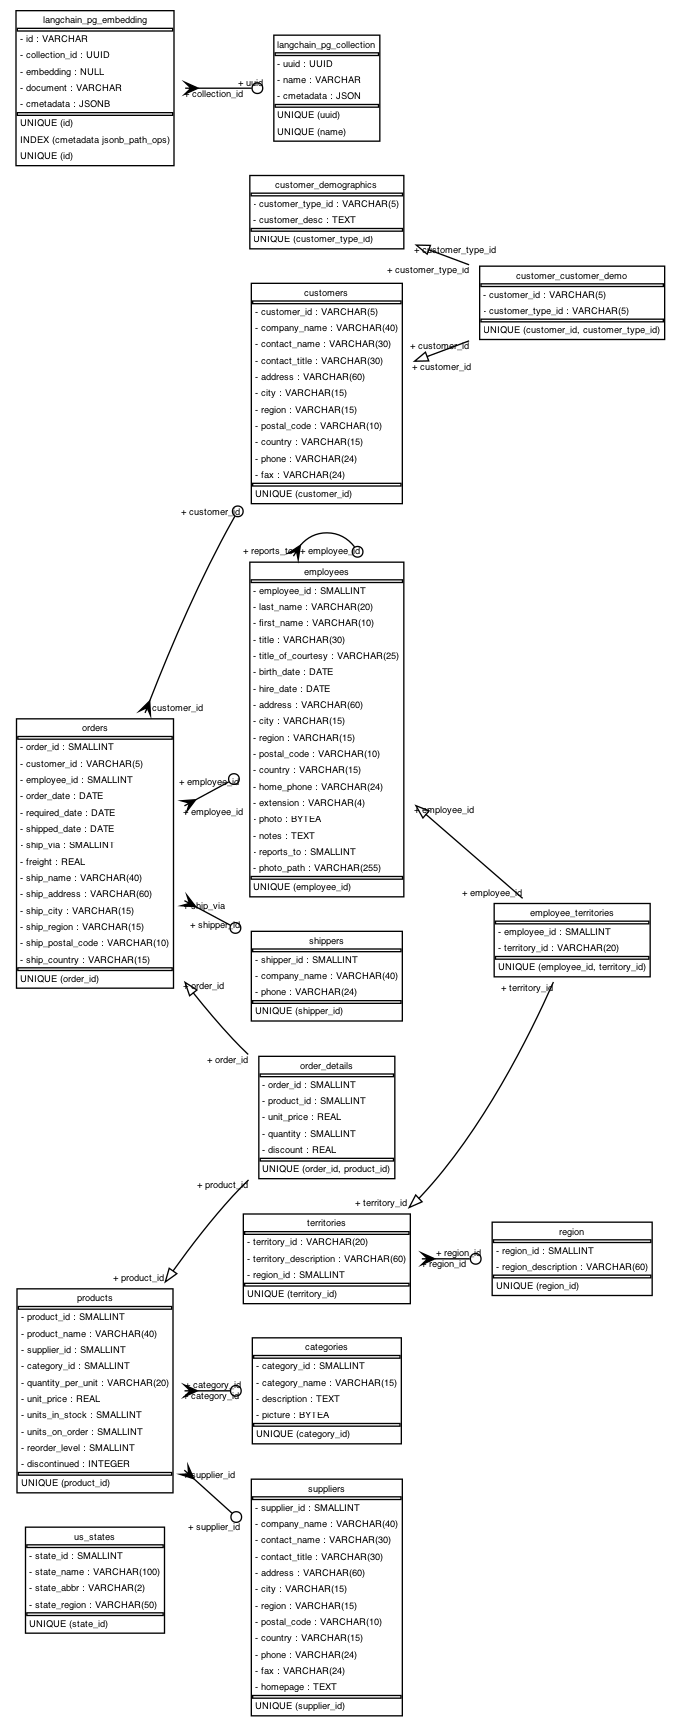 langchain_pg_embedding
- id : VARCHAR
- collection_id : UUID
- embedding : NULL
- document : VARCHAR
- cmetadata : JSONB
UNIQUE (id)
INDEX (cmetadata jsonb_path_ops)
UNIQUE (id)
+ uuid
+ collection_id
langchain_pg_collection
- uuid : UUID
- name : VARCHAR
- cmetadata : JSON
UNIQUE (uuid)
UNIQUE (name)
customer_demographics
- customer_type_id : VARCHAR(5)
- customer_desc : TEXT
UNIQUE (customer_type_id)
+ customer_type_id
+ customer_type_id
customer_customer_demo
- customer_id : VARCHAR(5)
- customer_type_id : VARCHAR(5)
UNIQUE (customer_id, customer_type_id)
+ customer_id
+ customer_id
customers
- customer_id : VARCHAR(5)
- company_name : VARCHAR(40)
- contact_name : VARCHAR(30)
- contact_title : VARCHAR(30)
- address : VARCHAR(60)
- city : VARCHAR(15)
- region : VARCHAR(15)
- postal_code : VARCHAR(10)
- country : VARCHAR(15)
- phone : VARCHAR(24)
- fax : VARCHAR(24)
UNIQUE (customer_id)
+ customer_id
+ reports_to
+ employee_id
employees
- employee_id : SMALLINT
- last_name : VARCHAR(20)
- first_name : VARCHAR(10)
- title : VARCHAR(30)
- title_of_courtesy : VARCHAR(25)
- birth_date : DATE
- hire_date : DATE
- address : VARCHAR(60)
- city : VARCHAR(15)
- region : VARCHAR(15)
- postal_code : VARCHAR(10)
- country : VARCHAR(15)
- home_phone : VARCHAR(24)
- extension : VARCHAR(4)
- photo : BYTEA
- notes : TEXT
- reports_to : SMALLINT
- photo_path : VARCHAR(255)
UNIQUE (employee_id)
+ customer_id
orders
- order_id : SMALLINT
- customer_id : VARCHAR(5)
- employee_id : SMALLINT
- order_date : DATE
- required_date : DATE
- shipped_date : DATE
- ship_via : SMALLINT
- freight : REAL
- ship_name : VARCHAR(40)
- ship_address : VARCHAR(60)
- ship_city : VARCHAR(15)
- ship_region : VARCHAR(15)
- ship_postal_code : VARCHAR(10)
- ship_country : VARCHAR(15)
UNIQUE (order_id)
+ employee_id
+ employee_id
+ employee_id
+ employee_id
+ ship_via
+ shipper_id
employee_territories
- employee_id : SMALLINT
- territory_id : VARCHAR(20)
UNIQUE (employee_id, territory_id)
+ territory_id
shippers
- shipper_id : SMALLINT
- company_name : VARCHAR(40)
- phone : VARCHAR(24)
UNIQUE (shipper_id)
+ order_id
+ order_id
order_details
- order_id : SMALLINT
- product_id : SMALLINT
- unit_price : REAL
- quantity : SMALLINT
- discount : REAL
UNIQUE (order_id, product_id)
+ product_id
+ territory_id
territories
- territory_id : VARCHAR(20)
- territory_description : VARCHAR(60)
- region_id : SMALLINT
UNIQUE (territory_id)
+ region_id
+ region_id
region
- region_id : SMALLINT
- region_description : VARCHAR(60)
UNIQUE (region_id)
+ product_id
products
- product_id : SMALLINT
- product_name : VARCHAR(40)
- supplier_id : SMALLINT
- category_id : SMALLINT
- quantity_per_unit : VARCHAR(20)
- unit_price : REAL
- units_in_stock : SMALLINT
- units_on_order : SMALLINT
- reorder_level : SMALLINT
- discontinued : INTEGER
UNIQUE (product_id)
+ category_id
+ category_id
categories
- category_id : SMALLINT
- category_name : VARCHAR(15)
- description : TEXT
- picture : BYTEA
UNIQUE (category_id)
+ supplier_id
+ supplier_id
suppliers
- supplier_id : SMALLINT
- company_name : VARCHAR(40)
- contact_name : VARCHAR(30)
- contact_title : VARCHAR(30)
- address : VARCHAR(60)
- city : VARCHAR(15)
- region : VARCHAR(15)
- postal_code : VARCHAR(10)
- country : VARCHAR(15)
- phone : VARCHAR(24)
- fax : VARCHAR(24)
- homepage : TEXT
UNIQUE (supplier_id)
us_states
- state_id : SMALLINT
- state_name : VARCHAR(100)
- state_abbr : VARCHAR(2)
- state_region : VARCHAR(50)
UNIQUE (state_id)